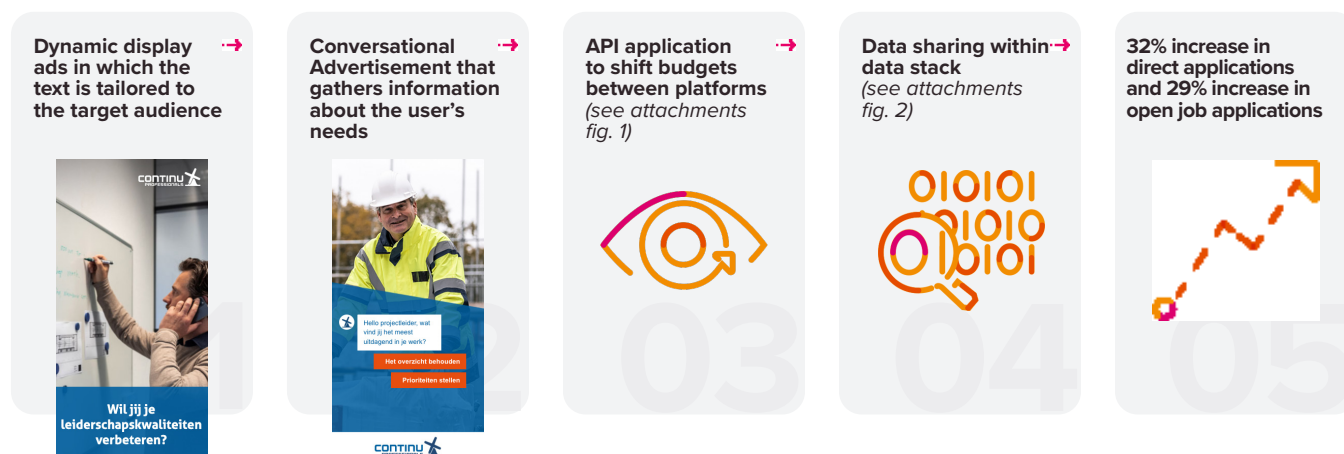 Dynamic display
ads in which the
text is tailored to
the target audience
CONTINU
PROFESSIONALS
Wil jij je
leiderschapskwaliteiten
verbeteren?
1
Conversational
Advertisement that
gathers information
about the user's
needs
Hello projectleider, wat
vind jij het meest
uitdagend in je werk?
Het overzicht behouden
Prioriteiten stellen
CONTINU
2
API application
to shift budgets
between platforms
(see attachments
fig. 1)
03
Data sharing within
data stack
(see attachments
fig. 2)
010101
01010
0101
04
32% increase in
direct applications
and 29% increase in
open job applications
05